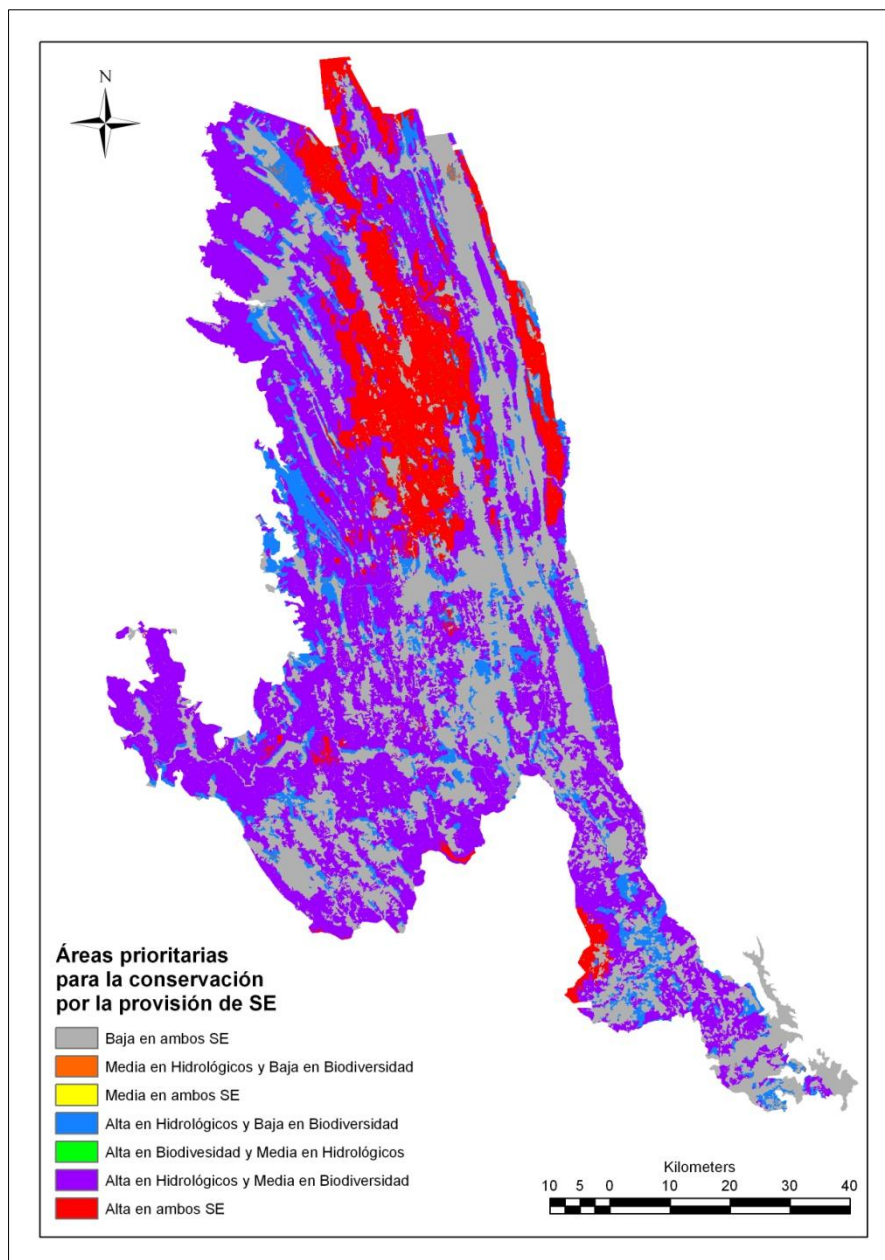 N
Áreas prioritarias
para la conservación
por la provisión de SE
Baja en ambos SE
Media en Hidrológicos y Baja en Biodiversidad
Media en ambos SE
Alta en Hidrológicos y Baja en Biodiversidad
Alta en Biodivesidad y Media en Hidrológicos
Alta en Hidrológicos y Media en Biodiversidad
Alta en ambos SE
Kilometers
10 5 0 10 20 30 40